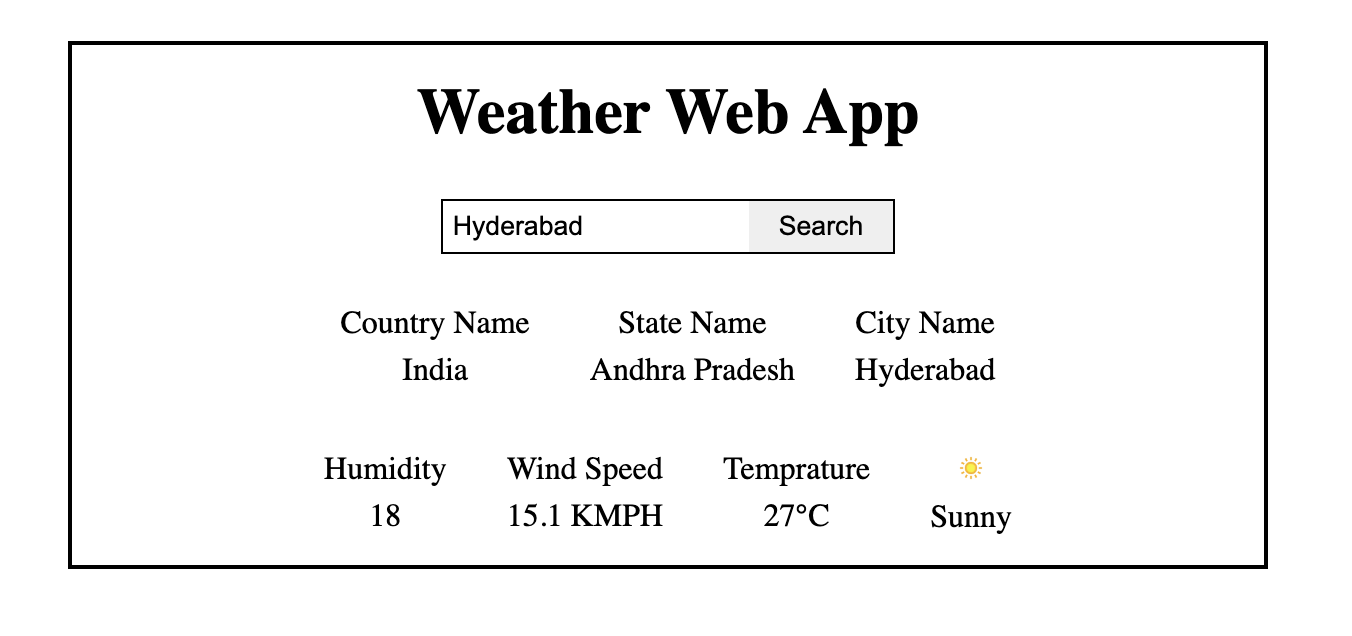 Weather Web App
Hyderabad Search
Country Name State Name City Name
India Andhra Pradesh Hyderabad
Humidity Wind Speed Temprature
18 15.1 KMPH 27°C Sunny